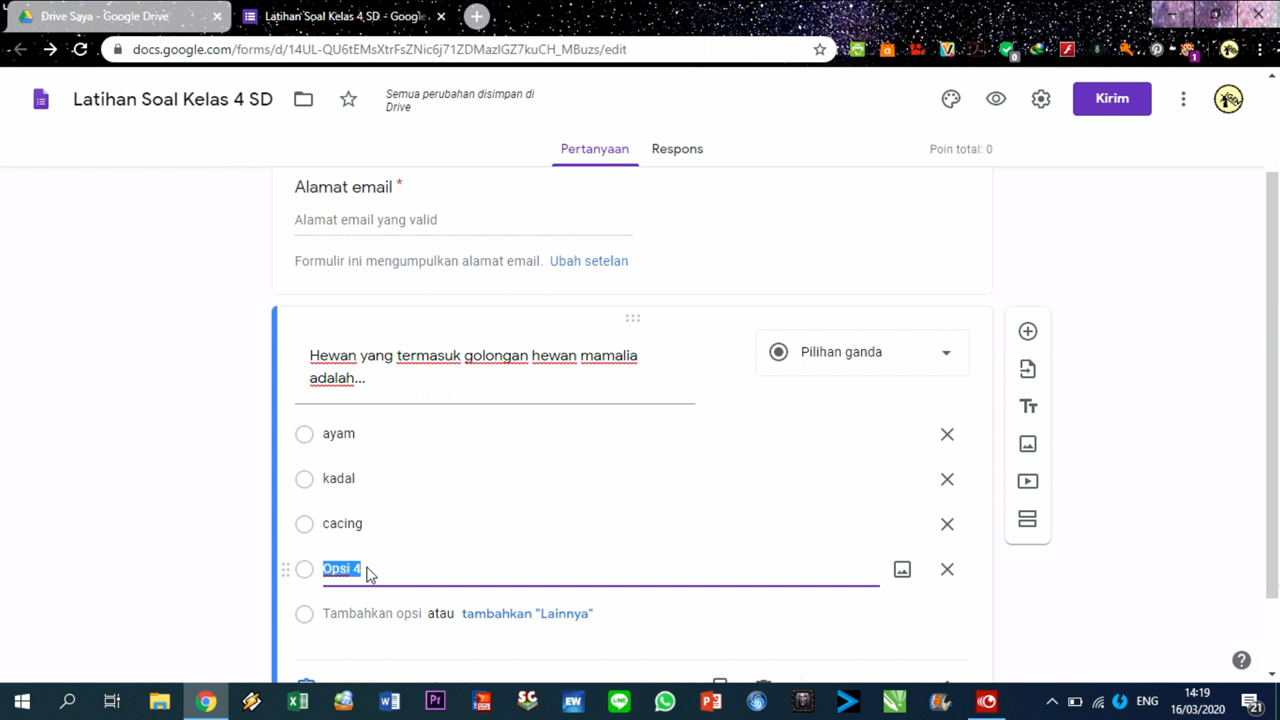 Drive Saya - Google Drive
Latihan Soal Kelas 4 SD - Googl
docs.google.com/forms/d/14UL-QU6tEMsXtrFsZNic6j71ZDMazIGZ7kuCH_MBuzs/edit
0
1
Latihan Soal Kelas 4 SD
Semua perubahan disimpan di
Drive
Kirim
Pertanyaan
Respons
Poin total: 0
Alamat email *
Alamat email yang valid
Formulir ini mengumpulkan alamat email. Ubah setelan
Hewan yang termasuk golongan hewan mamalia
adalah...
Pilihan ganda
ayam
kadal
cacing
Opsi 4
Tambahkan opsi atau tambahkan "Lainnya"
ENG
14:19
16/03/2020
21